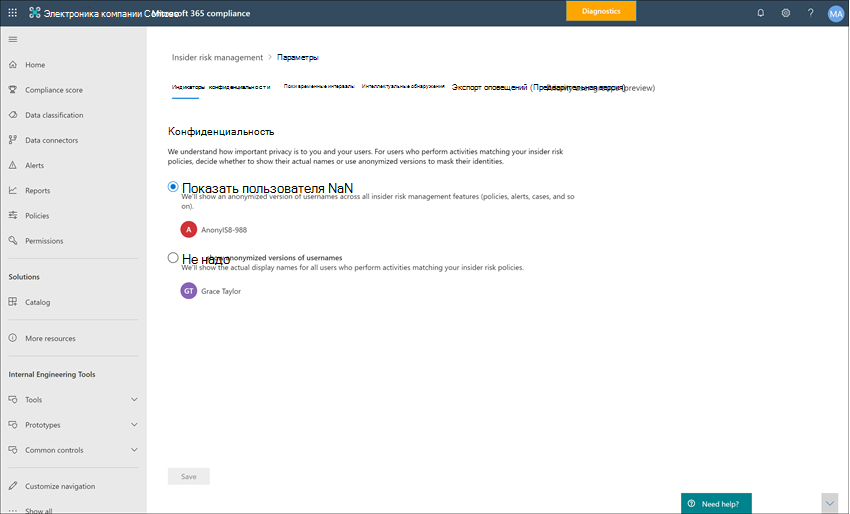 Электроника компании Contoso Microsoft 365 compliance
Diagnostics
MA
Insider risk management > Параметры
Home
Compliance score
Data classification
Data connectors
Alerts
Reports
Policies
Permissions
Solutions
Catalog
More resources
Internal Engineering Tools
Tools
Prototypes
Common controls
Customize navigation
Show all
Индикаторы конфиденциальности Интеллектуальные обнаружения Экспорт оповещений (Предварительная версия) (preview)
Конфиденциальность
We understand how important privacy is to you and your users. For users who perform activities matching your insider risk
policies, decide whether to show their actual names or use anonymized versions to mask their identities.
Показать пользователя NaN
We'll show an anonymized version of usernames across all insider risk management features (policies, alerts, cases, and so
on).
A AnonyIS8-988
Не надо show anonymized versions of usernames
We'll show the actual display names for all users who perform activities matching your insider risk policies.
GT Grace Taylor
Save
Need help?